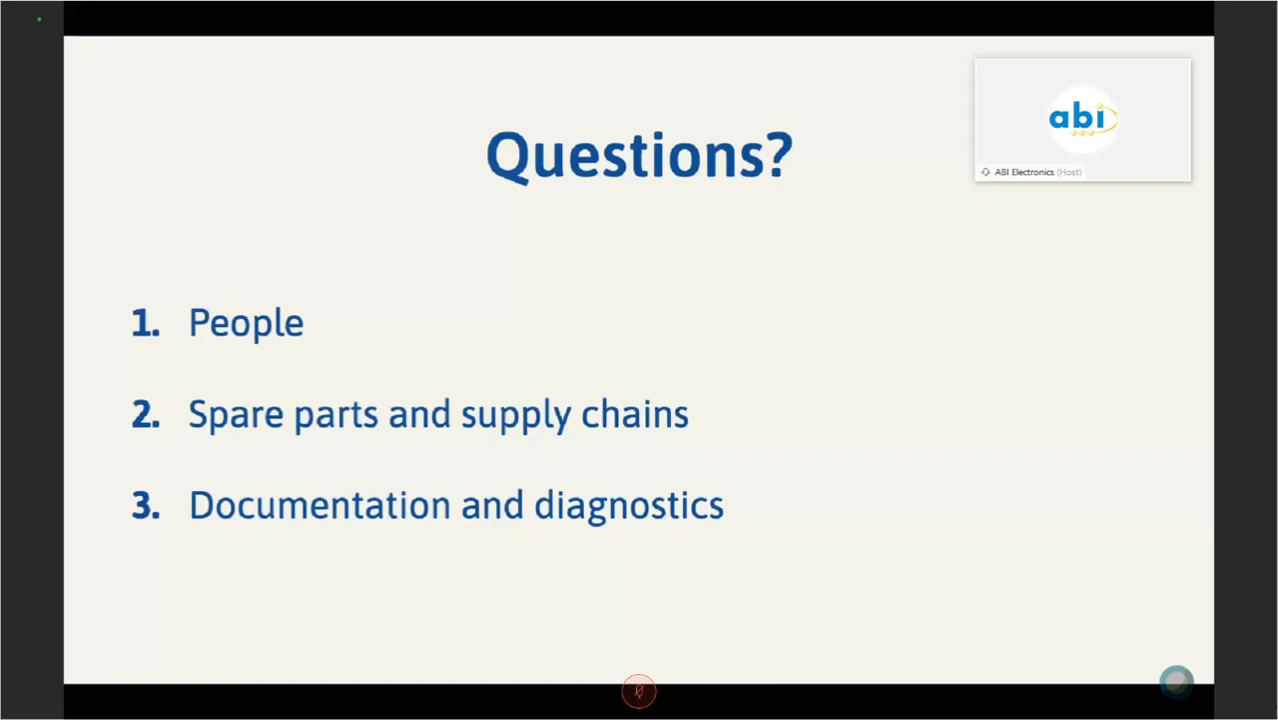 Questions?
abi
ABI Electronics (Host)
1. People
2. Spare parts and supply chains
3. Documentation and diagnostics